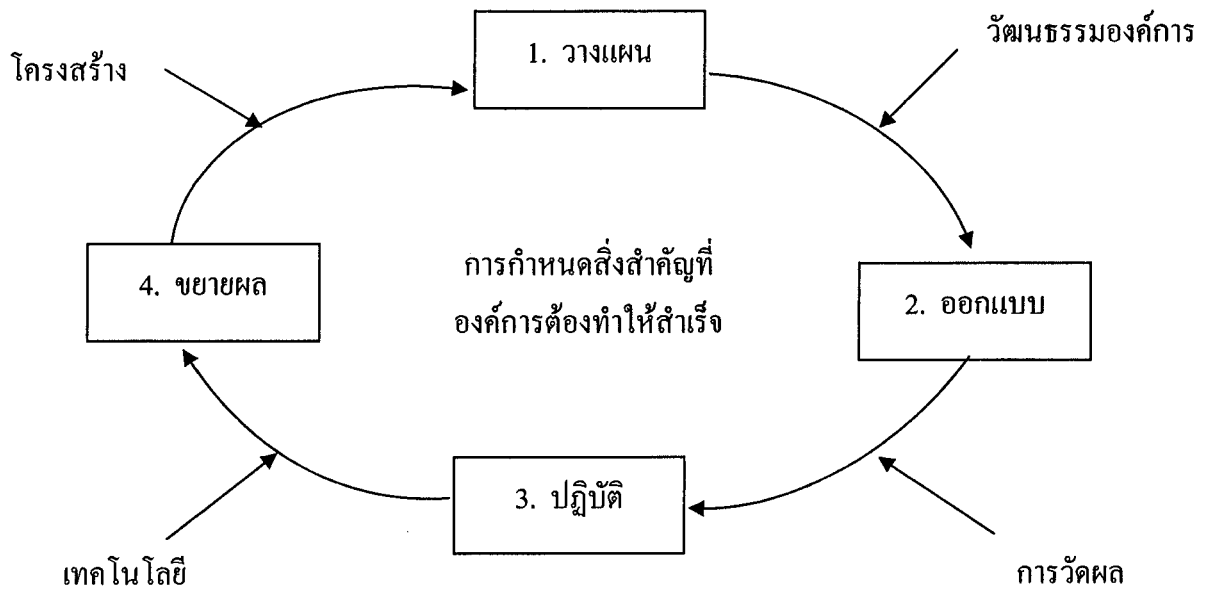 วัฒนธรรมองค์การ
1. วางแผน
โครงสร้าง
การกำหนดสิ่งสำคัญที่
องค์การต้องทำให้สำเร็จ
4. ขยายผล
2. ออกแบบ
3. ปฏิบัติ
เทคโนโลยี
การวัดผล